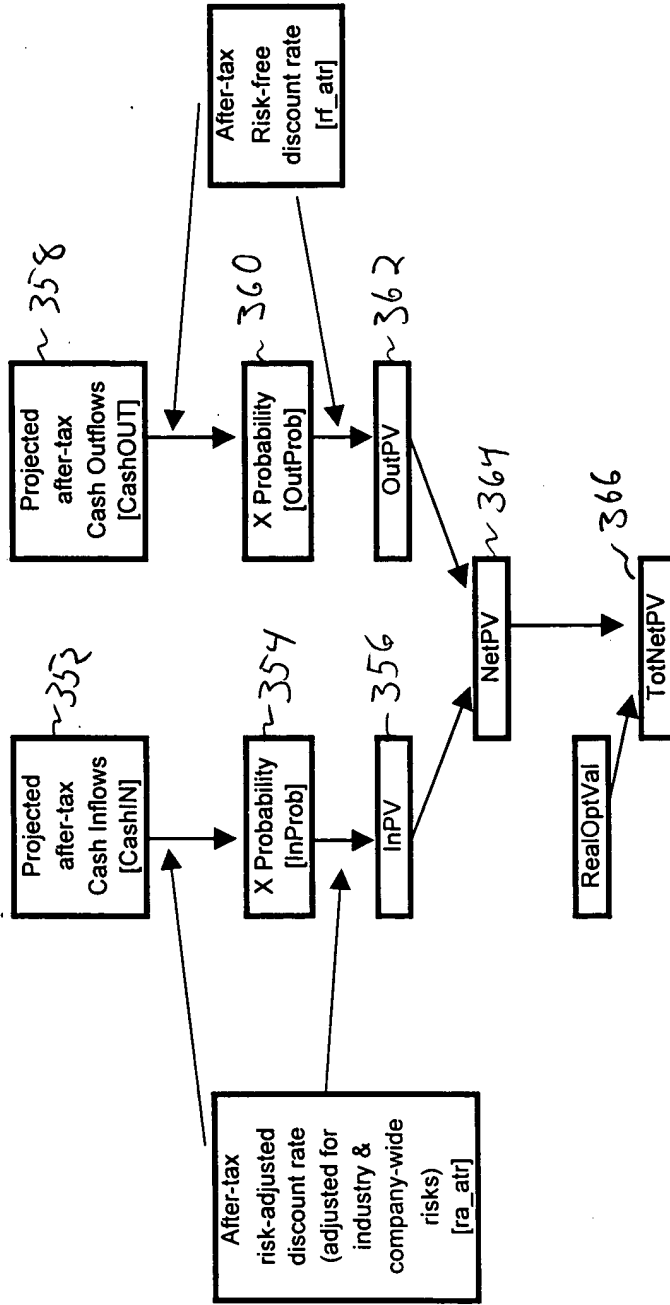 Projected
after-tax
Cash Inflows
[CashIN]
352
Projected
after-tax
Cash Outflows
[CashOUT]
358
After-tax
risk-adjusted
discount rate
(adjusted for
industry &
company-wide
risks)
[ra_atr]
X Probability
[InProb]
354
X Probability
[OutProb]
360
After-tax
Risk-free
discount rate
[rf_atr]
InPV
356
OutPV
362
NetPV
364
RealOptVal
TotNetPV
366